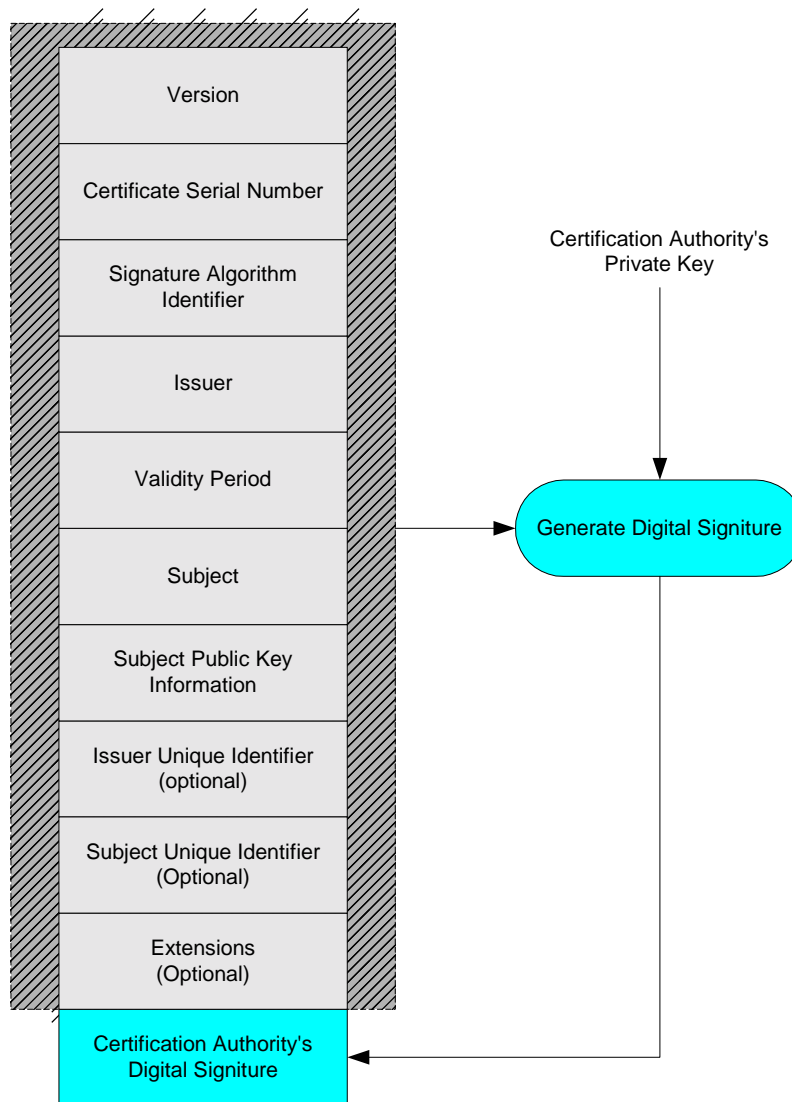 Version
Certificate Serial Number
Signature Algorithm
Identifier
Issuer
Validity Period
Subject
Subject Public Key
Information
Issuer Unique Identifier
(optional)
Subject Unique Identifier
(Optional)
Extensions
(Optional)
Certification Authority's
Digital Signiture
Certification Authority's
Private Key
Generate Digital Signiture